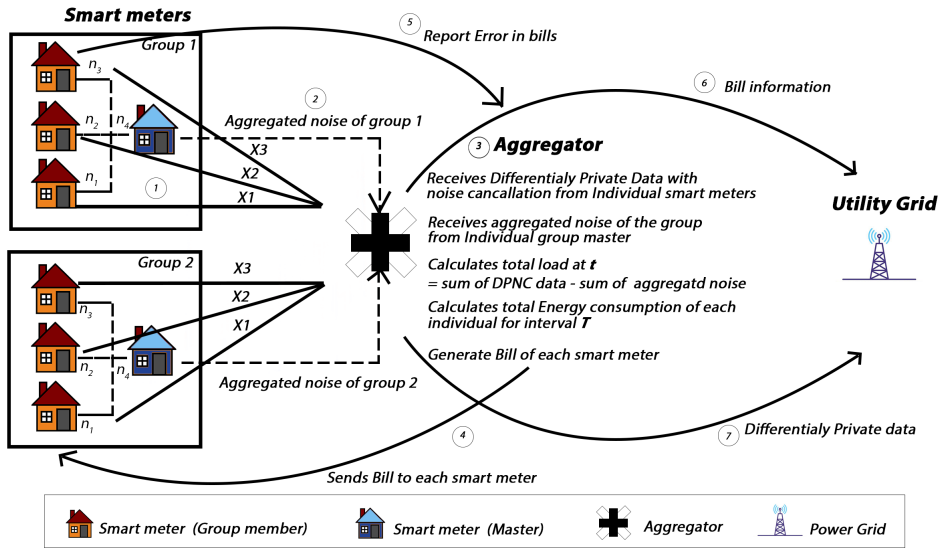 Smart meters
Group 1
n3
n2
n4
n1
1
X3
X2
X1
2
Aggregated noise of group 1
5
Report Error in bills
6
Bill information
3
Aggregator
Receives Differentialy Private Data with
noise cancallation from Individual smart meters
Receives aggregated noise of the group
from Individual group master
Calculates total load at t
= sum of DPNC data - sum of aggregatd noise
Calculates total Energy consumption of each
individual for interval T
Generate Bill of each smart meter
Utility Grid
Group 2
n3
n2
n4
n1
X3
X2
X1
Aggregated noise of group 2
4
Sends Bill to each smart meter
7
Differentialy Private data
Smart meter (Group member)
Smart meter (Master)
Aggregator
Power Grid